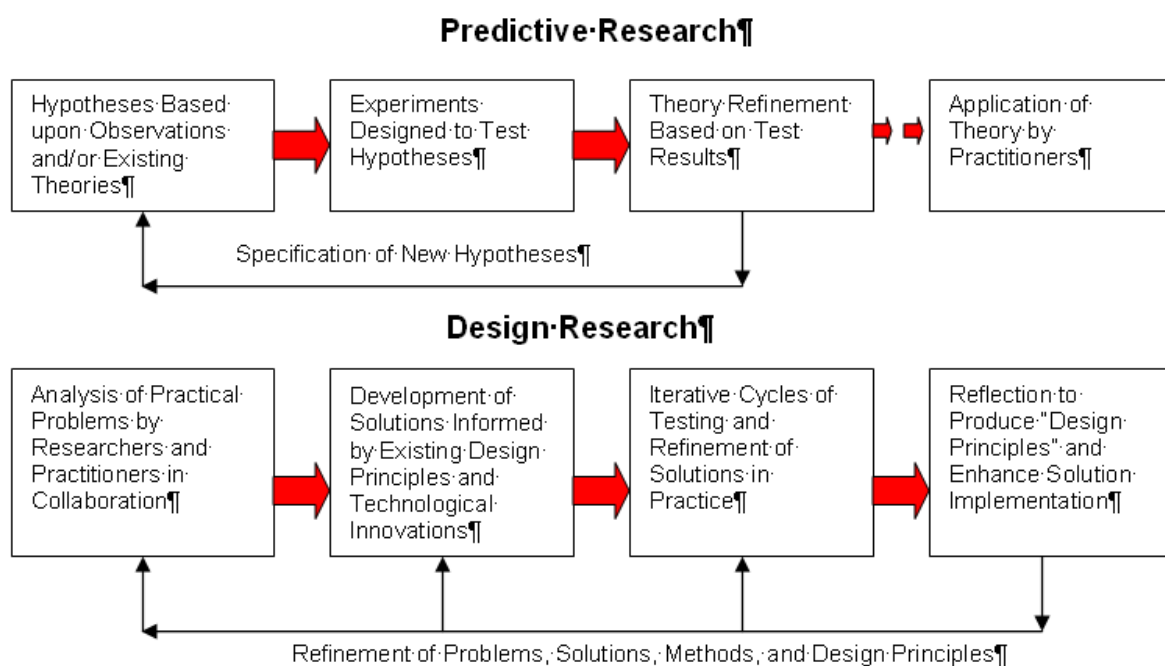 Predictive·Research¶
Hypotheses·Based·
upon·Observations·
and/or·Existing·
Theories¶
Experiments·
Designed·to·Test·
Hypotheses¶
Theory·Refinement·
Based·on·Test·
Results¶
Application·of·
Theory·by·
Practitioners¶
Specification·of·New·Hypotheses¶
Design·Research¶
Analysis·of·Practical·
Problems·by·
Researchers·and·
Practitioners·in·
Collaboration¶
Development·of·
Solutions·Informed·
by·Existing·Design·
Principles·and·
Technological·
Innovations¶
Iterative·Cycles·of·
Testing·and·
Refinement·of·
Solutions·in·
Practice¶
Reflection·to·
Produce·"Design·
Principles"·and·
Enhance·Solution·
Implementation¶
Refinement·of·Problems,·Solutions,·Methods,·and·Design·Principles¶